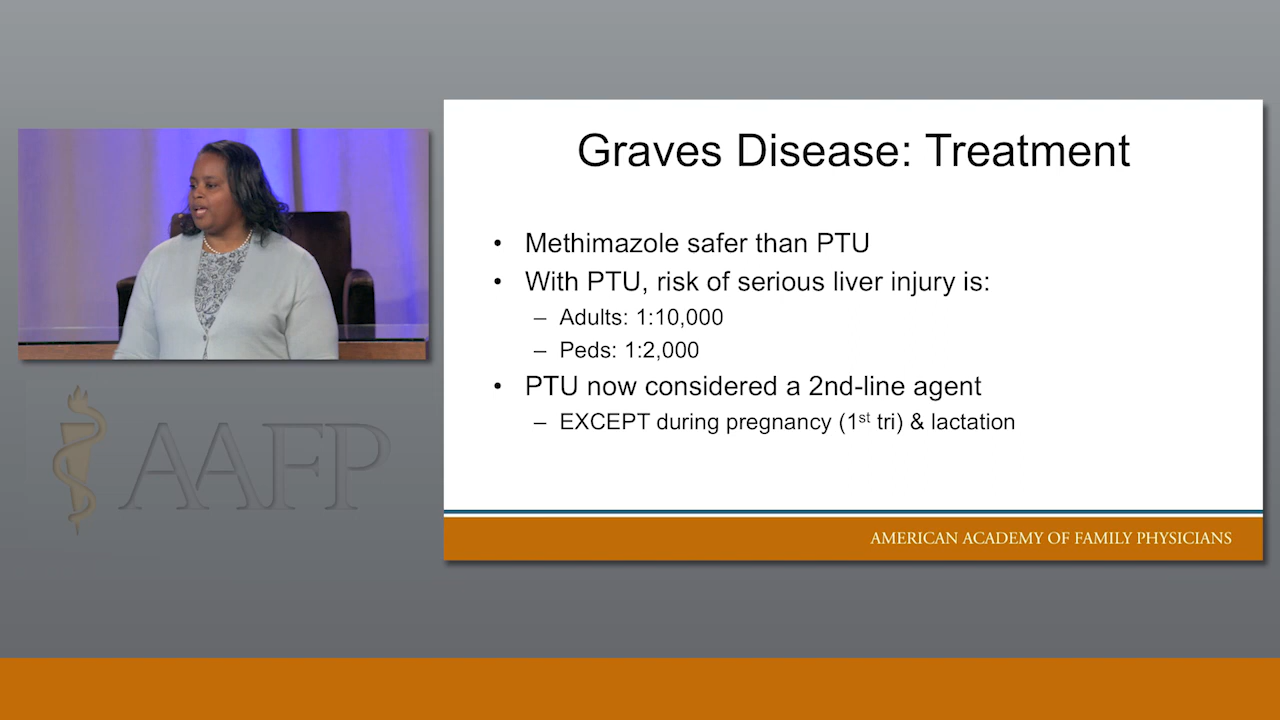 Graves Disease: Treatment
• Methimazole safer than PTU
• With PTU, risk of serious liver injury is:
– Adults: 1:10,000
– Peds: 1:2,000
• PTU now considered a 2nd-line agent
– EXCEPT during pregnancy (1st tri) & lactation
AAFP
AMERICAN ACADEMY OF FAMILY PHYSICIANS